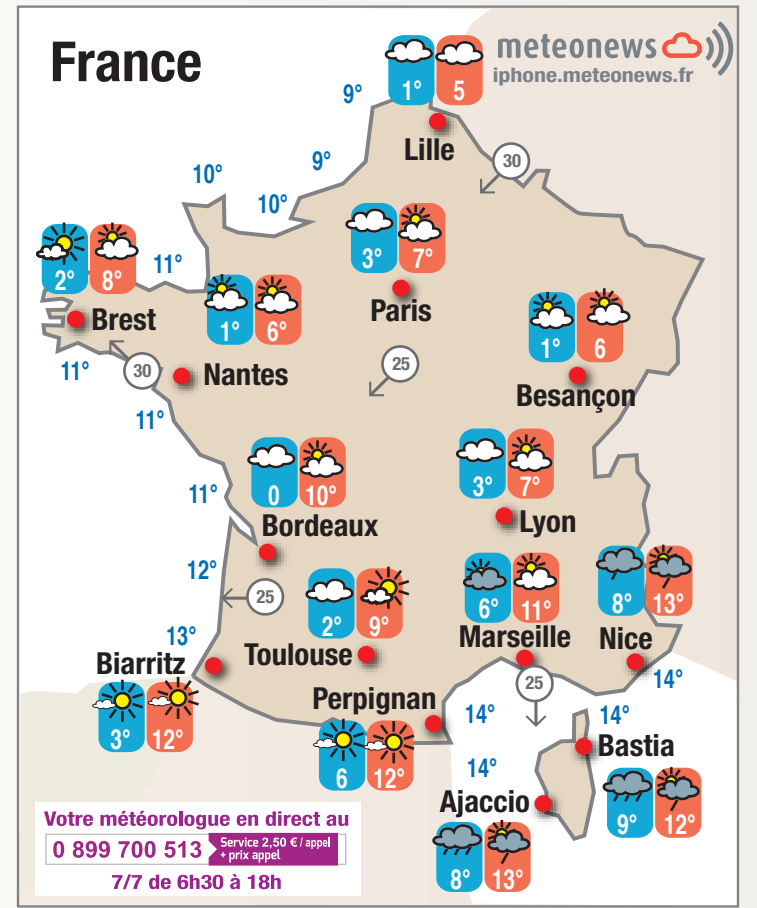 France
meteonews
iphone.meteonews.fr
1° 5
9°
Lille
30
9°
10°
10°
3° 7°
Paris
2° 8°
11°
Brest
1° 6°
Nantes
1° 6
Besançon
11°
30
25
11°
0 10°
Bordeaux
3° 7°
Lyon
11°
12°
25
2° 9°
Toulouse
6° 11°
Marseille
8° 13°
Nice
13°
Biarritz
3° 12°
14°
25
Perpignan
6 12°
14°
14°
Bastia
9° 12°
14°
Ajaccio
8° 13°
Votre météorologue en direct au
0 899 700 513
Service 2,50 € / appel
+ prix appel
7/7 de 6h30 à 18h